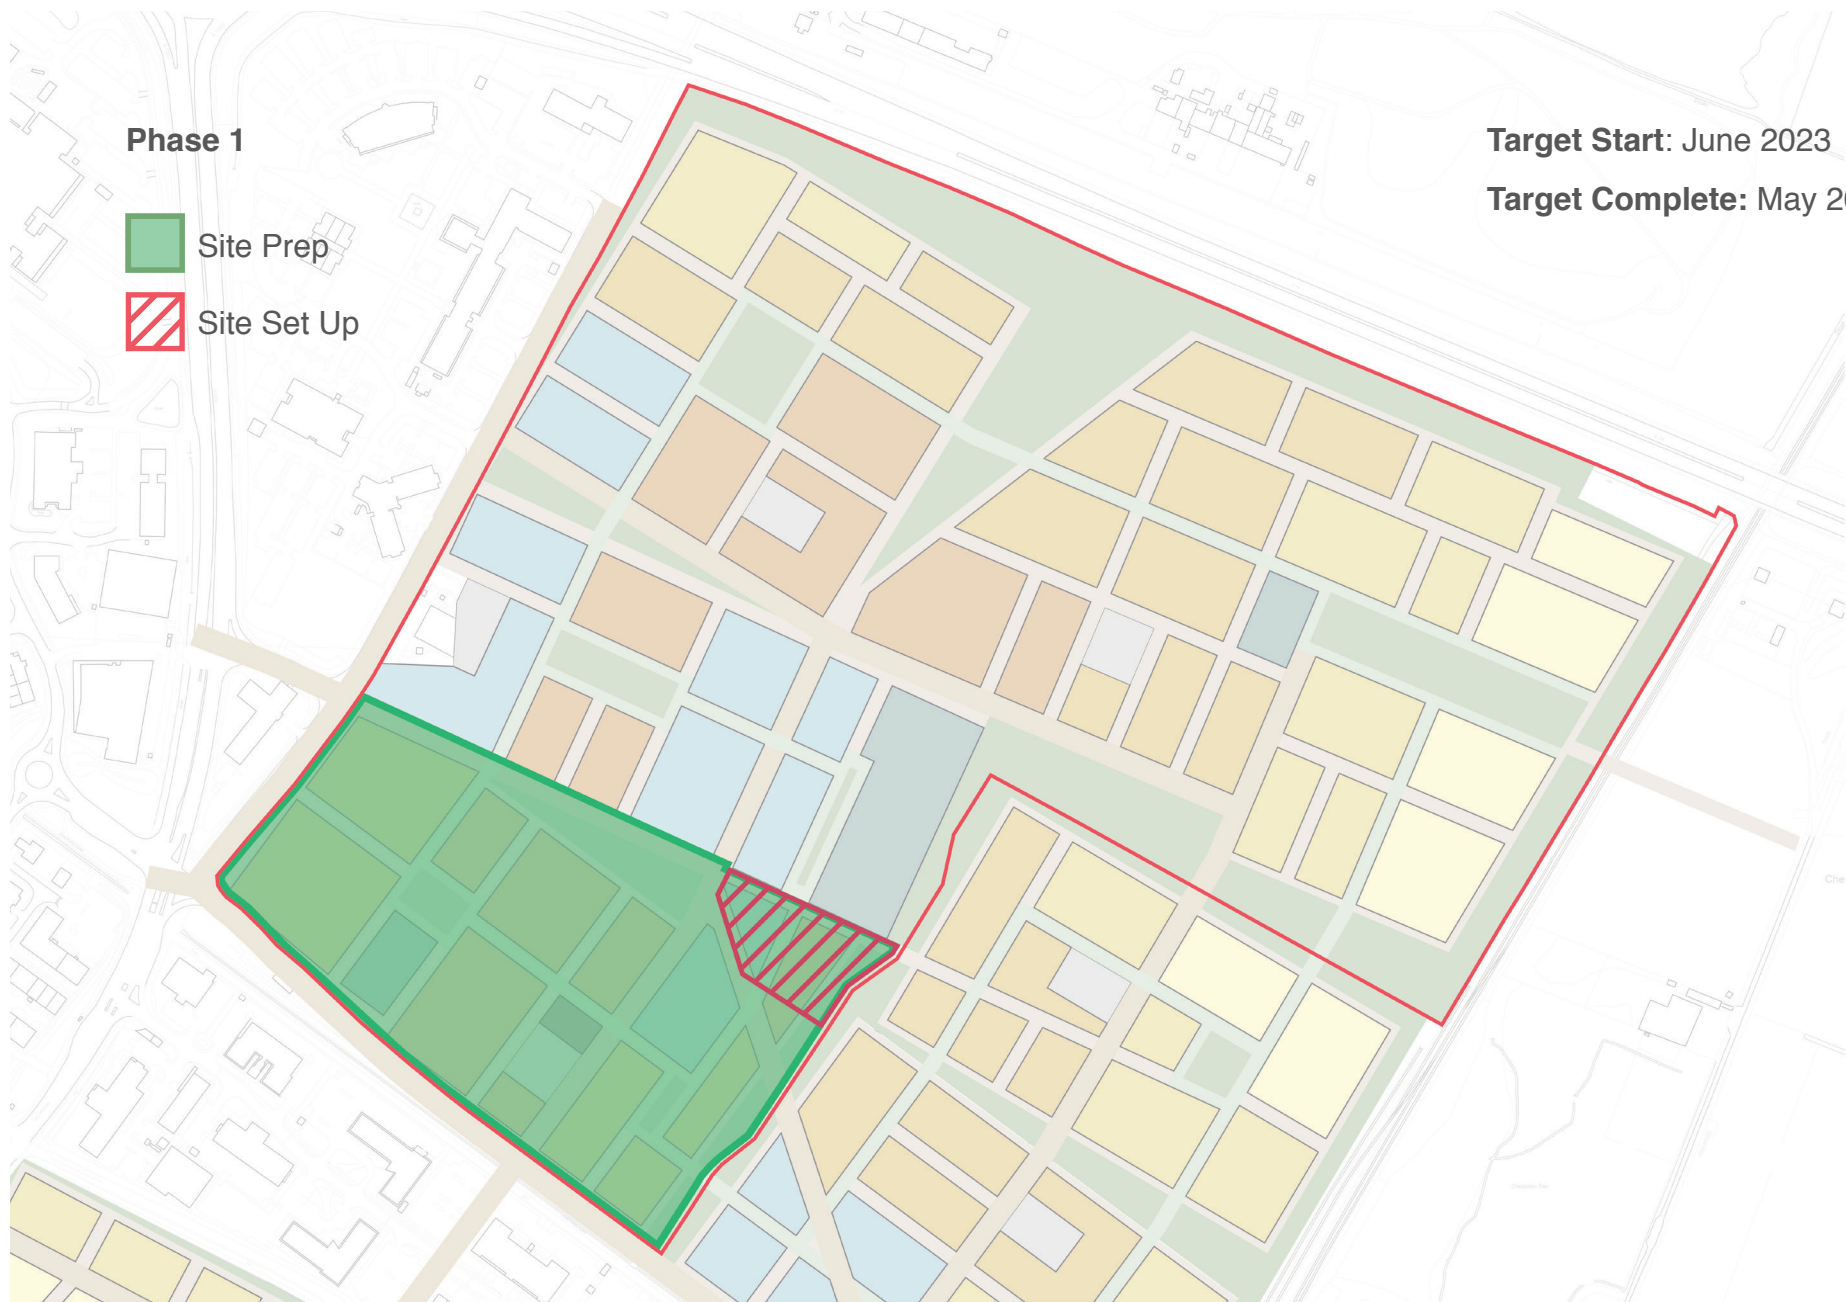 Phase 1
Site Prep
Site Set Up
Target Start: June 2023
Target Complete: May